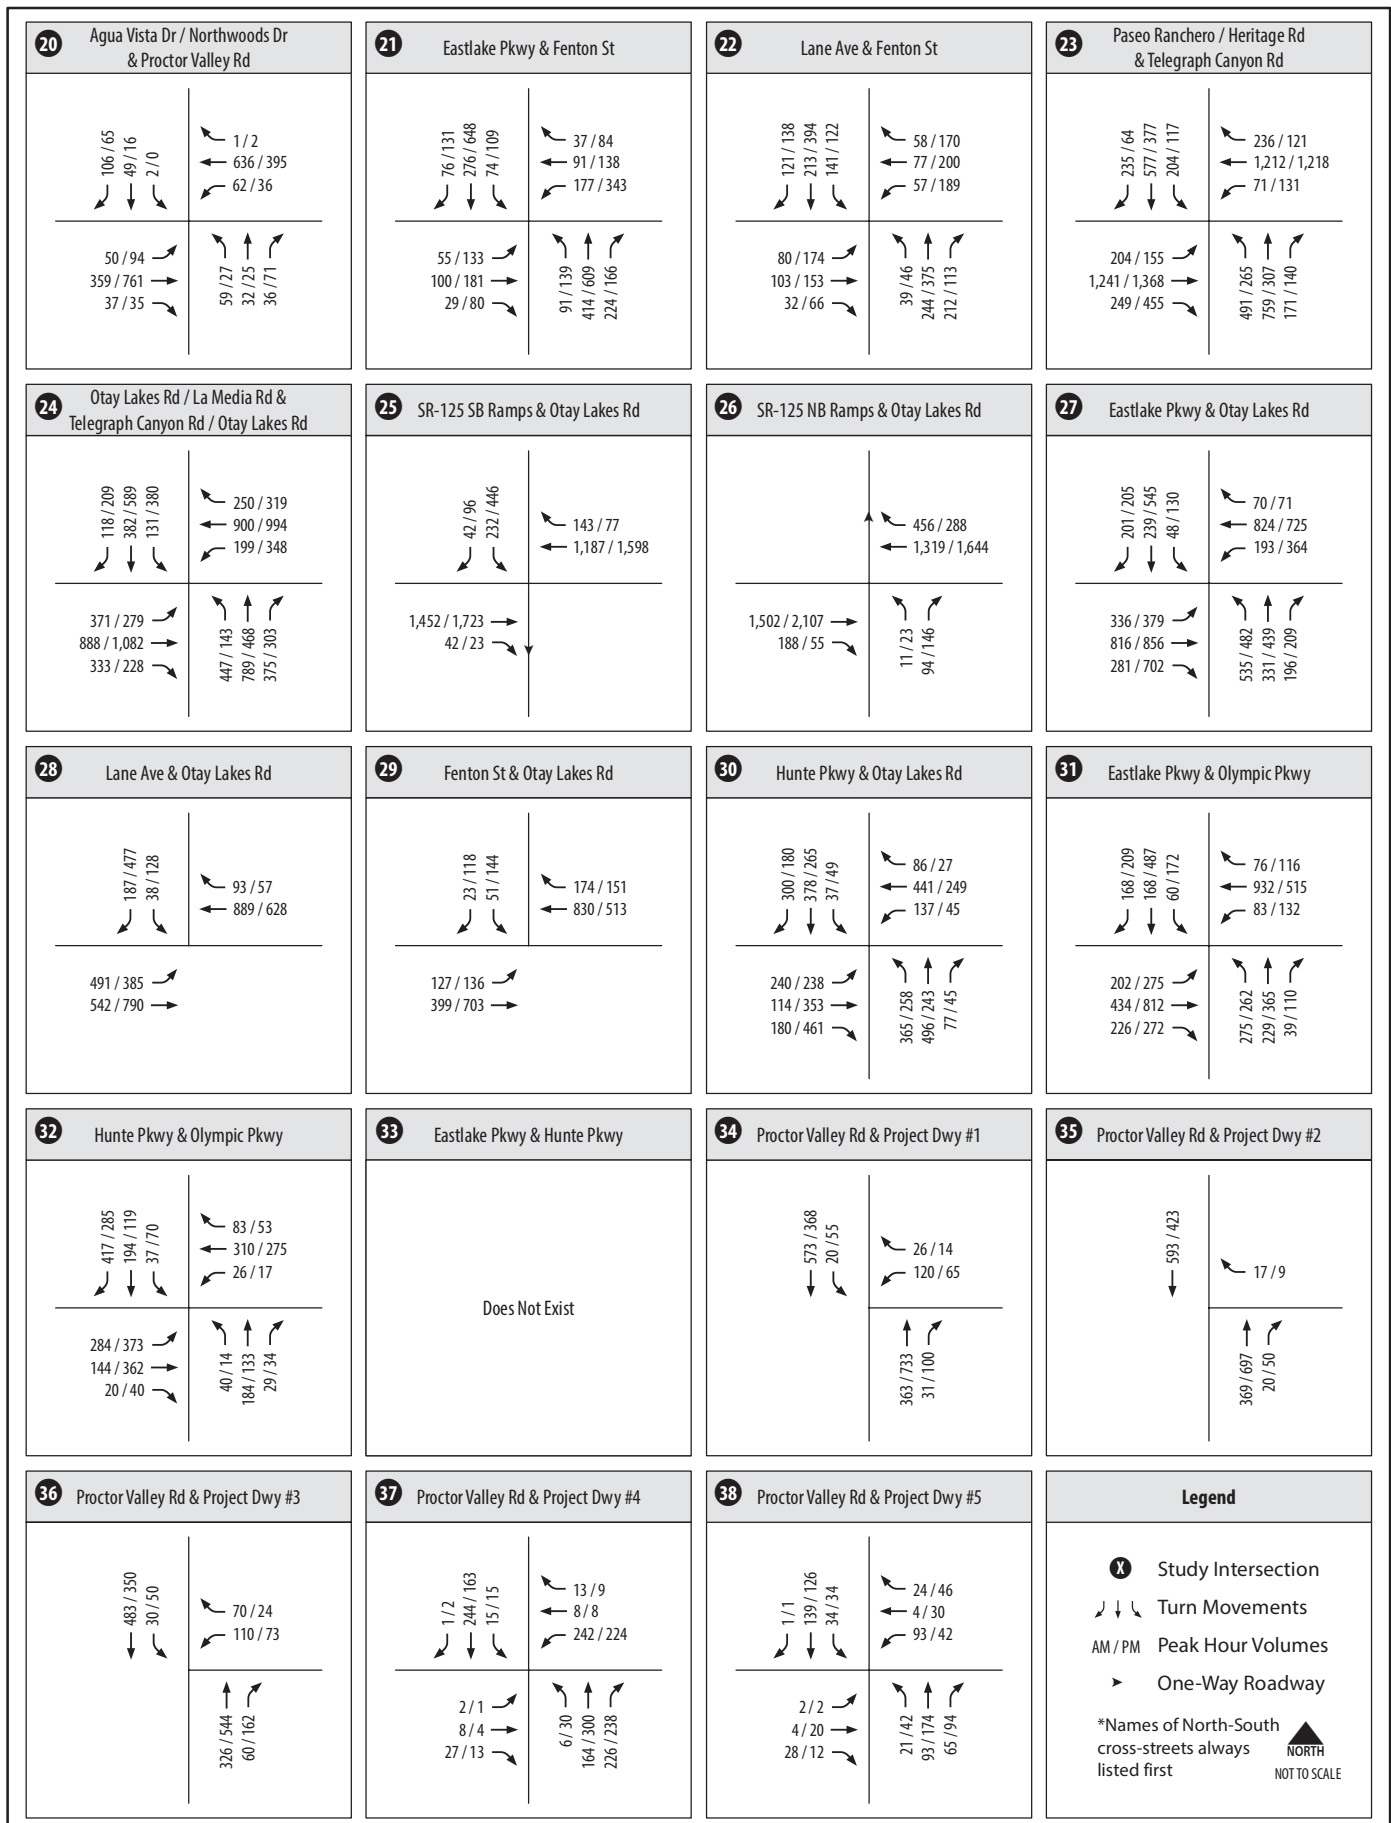 20
Agua Vista Dr / Northwoods Dr
& Proctor Valley Rd
106 / 65
49 / 16
2 / 0
1 / 2
636 / 395
62 / 36
50 / 94
359 / 761
37 / 35
59 / 27
32 / 25
36 / 71
21
Eastlake Pkwy & Fenton St
76 / 131
276 / 648
74 / 109
37 / 84
91 / 138
177 / 343
55 / 133
100 / 181
29 / 80
91 / 139
414 / 609
224 / 166
22
Lane Ave & Fenton St
121 / 138
213 / 394
141 / 122
58 / 170
77 / 200
57 / 189
80 / 174
103 / 153
32 / 66
39 / 46
244 / 375
212 / 113
23
Paseo Ranchero / Heritage Rd
& Telegraph Canyon Rd
235 / 64
577 / 377
204 / 117
236 / 121
1,212 / 1,218
71 / 131
204 / 155
1,241 / 1,368
249 / 455
491 / 265
759 / 307
171 / 140
24
Otay Lakes Rd / La Media Rd &
Telegraph Canyon Rd / Otay Lakes Rd
118 / 209
382 / 589
131 / 380
250 / 319
900 / 994
199 / 348
371 / 279
888 / 1,082
333 / 228
447 / 143
789 / 468
375 / 303
25
SR-125 SB Ramps & Otay Lakes Rd
42 / 96
232 / 446
143 / 77
1,187 / 1,598
1,452 / 1,723
42 / 23
26
SR-125 NB Ramps & Otay Lakes Rd
456 / 288
1,319 / 1,644
1,502 / 2,107
188 / 55
11 / 23
94 / 146
27
Eastlake Pkwy & Otay Lakes Rd
201 / 205
239 / 545
48 / 130
70 / 71
824 / 725
193 / 364
336 / 379
816 / 856
281 / 702
535 / 482
331 / 439
196 / 209
28
Lane Ave & Otay Lakes Rd
187 / 477
38 / 128
93 / 57
889 / 628
491 / 385
542 / 790
29
Fenton St & Otay Lakes Rd
23 / 118
51 / 144
174 / 151
830 / 513
127 / 136
399 / 703
30
Hunte Pkwy & Otay Lakes Rd
300 / 180
378 / 265
37 / 49
86 / 27
441 / 249
137 / 45
240 / 238
114 / 353
180 / 461
365 / 258
496 / 243
77 / 45
31
Eastlake Pkwy & Olympic Pkwy
168 / 209
168 / 487
60 / 172
76 / 116
932 / 515
83 / 132
202 / 275
434 / 812
226 / 272
275 / 262
229 / 365
39 / 110
32
Hunte Pkwy & Olympic Pkwy
417 / 285
194 / 119
37 / 70
83 / 53
310 / 275
26 / 17
284 / 373
144 / 362
20 / 40
40 / 14
184 / 133
29 / 34
33
Eastlake Pkwy & Hunte Pkwy
Does Not Exist
34
Proctor Valley Rd & Project Dwy #1
573 / 368
20 / 55
26 / 14
120 / 65
363 / 733
31 / 100
35
Proctor Valley Rd & Project Dwy #2
593 / 423
17 / 9
369 / 697
20 / 50
36
Proctor Valley Rd & Project Dwy #3
483 / 350
30 / 50
70 / 24
110 / 73
326 / 544
60 / 162
37
Proctor Valley Rd & Project Dwy #4
1 / 2
244 / 163
15 / 15
13 / 9
8 / 8
242 / 224
2 / 1
8 / 4
27 / 13
6 / 30
164 / 300
226 / 238
38
Proctor Valley Rd & Project Dwy #5
1 / 1
139 / 126
34 / 34
24 / 46
4 / 30
93 / 42
2 / 2
4 / 20
28 / 12
21 / 42
93 / 174
65 / 94
Legend
X Study Intersection
Turn Movements
AM / PM Peak Hour Volumes
One-Way Roadway
*Names of North-South
cross-streets always
listed first
NORTH
NOT TO SCALE